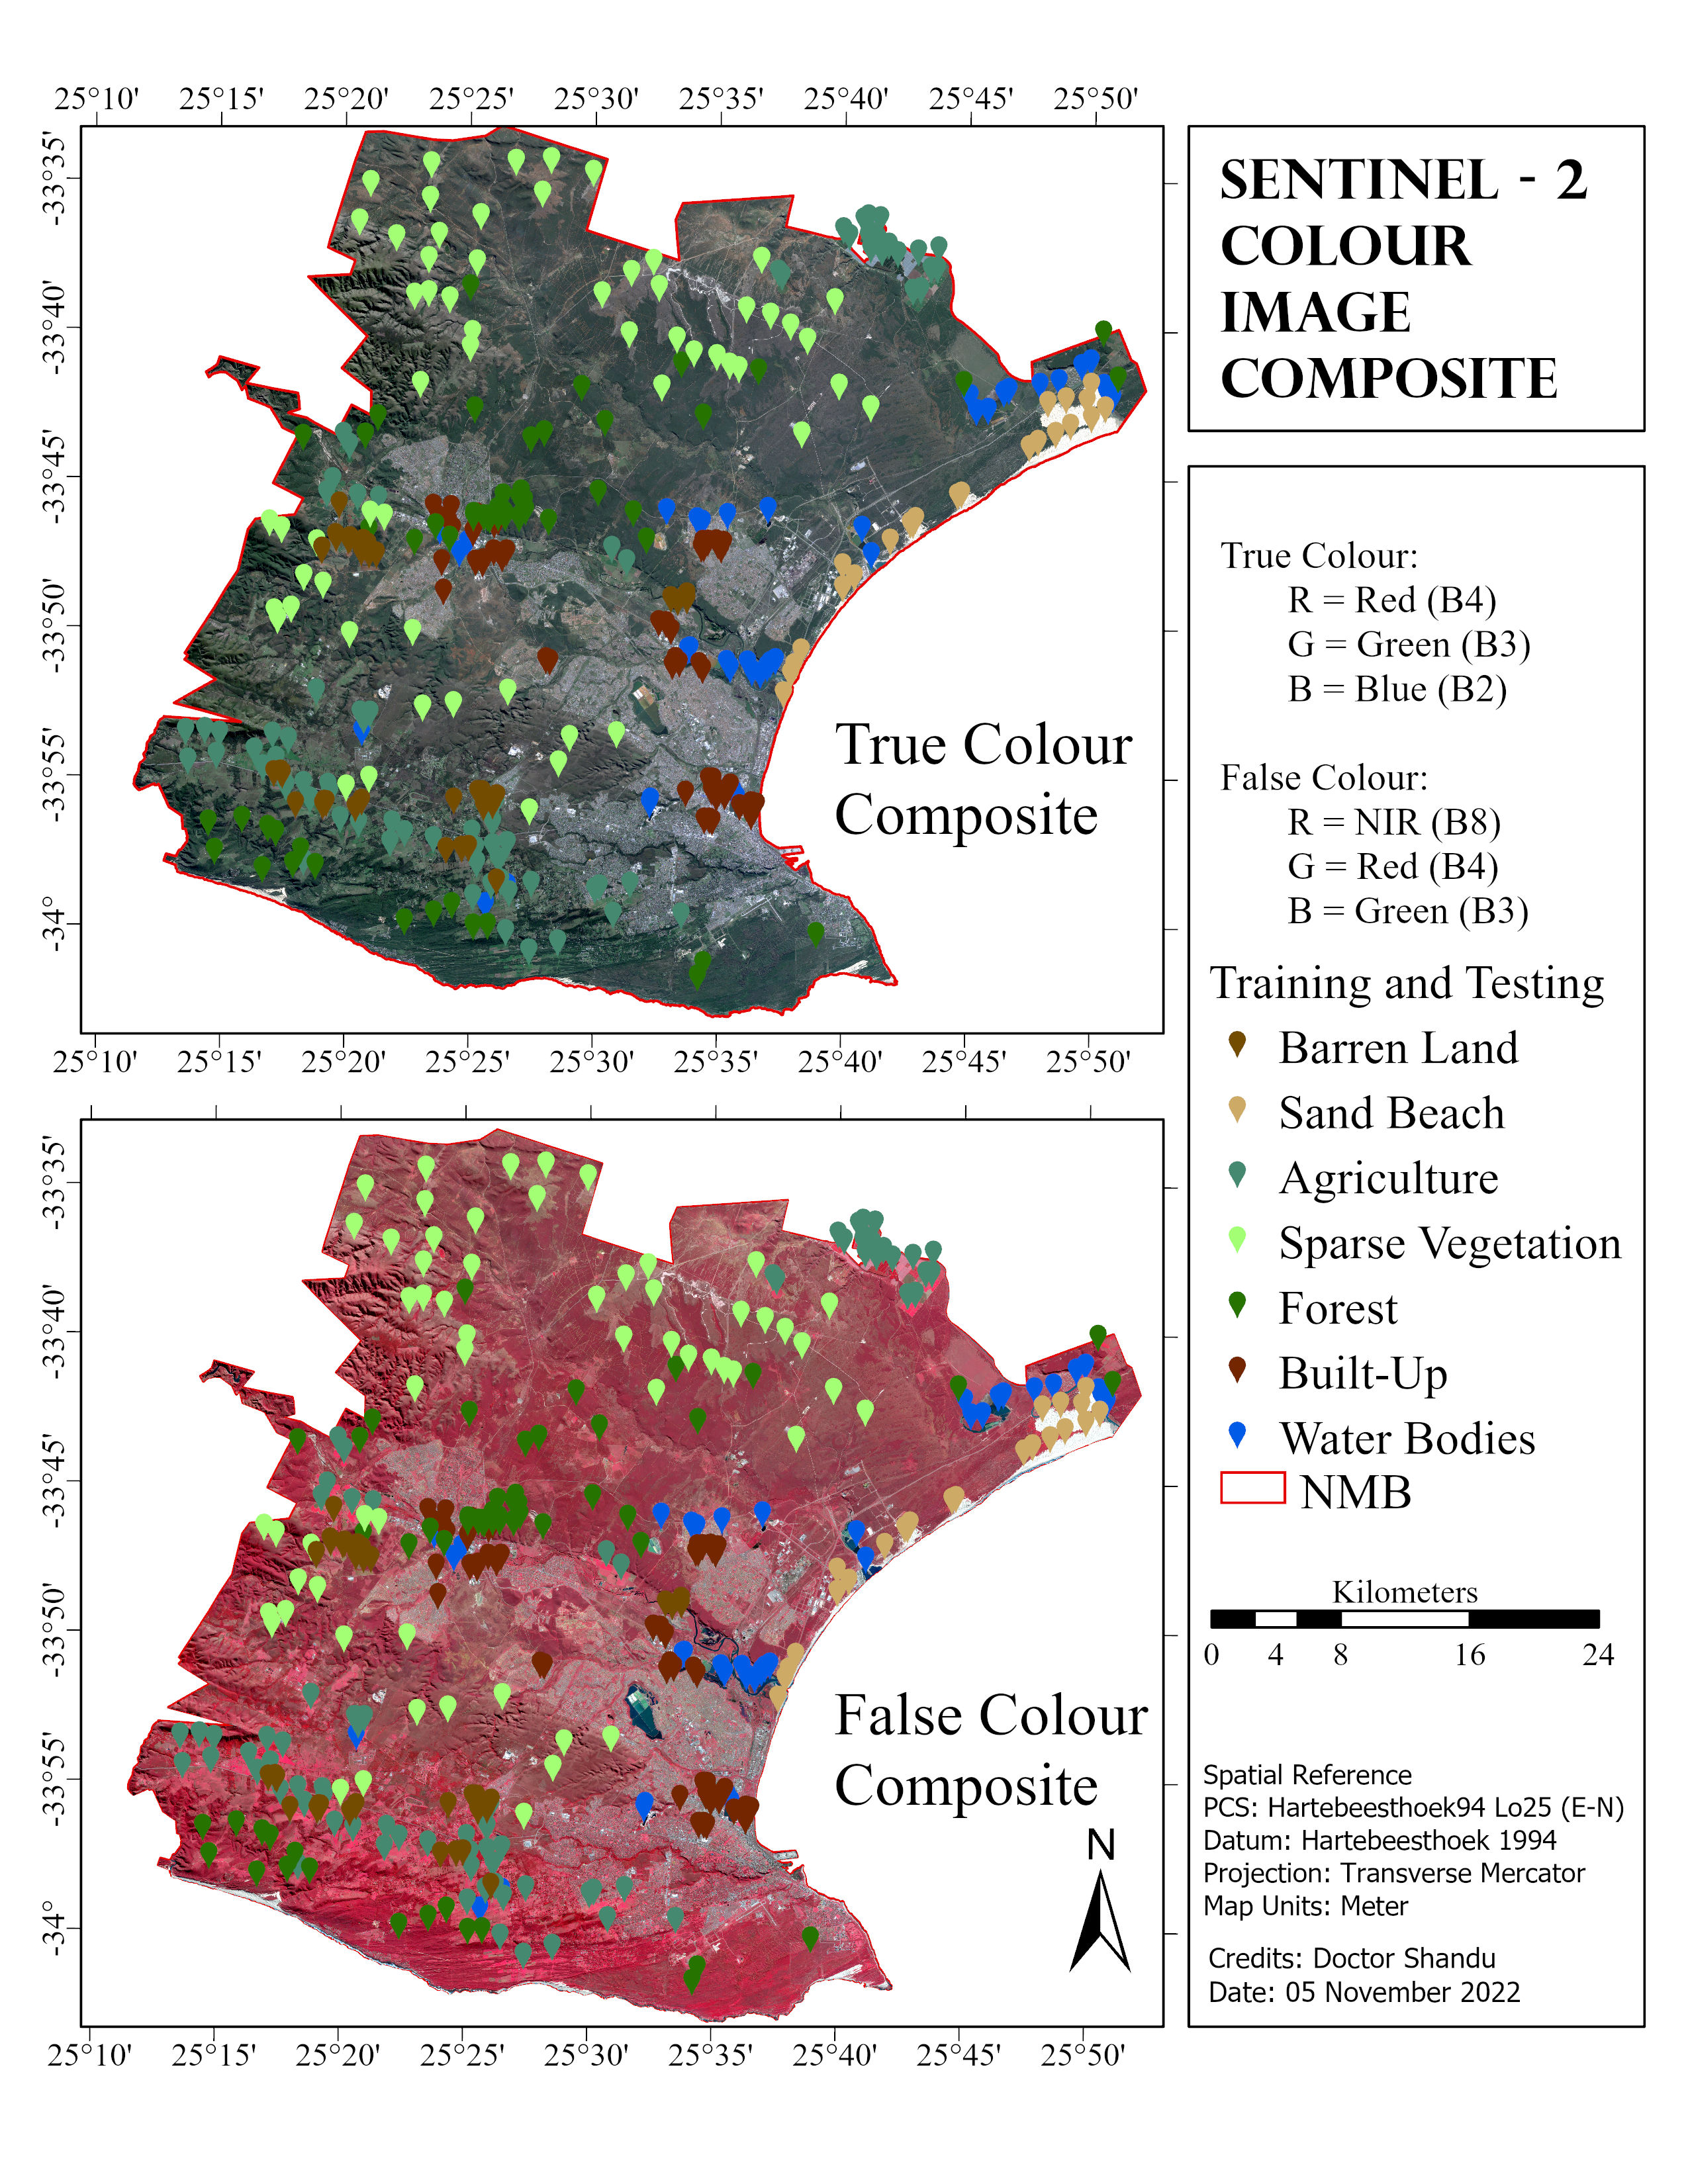 25°10' 25°15' 25°20' 25°25' 25°30' 25°35' 25°40' 25°45' 25°50'
-33°35'
-33°40'
-33°45'
-33°50'
-33°55'
-34°
True Colour
Composite
25°10' 25°15' 25°20' 25°25' 25°30' 25°35' 25°40' 25°45' 25°50'
-33°35'
-33°40'
-33°45'
-33°50'
-33°55'
-34°
False Colour
Composite
N
25°10' 25°15' 25°20' 25°25' 25°30' 25°35' 25°40' 25°45' 25°50'
SENTINEL - 2
COLOUR
IMAGE
COMPOSITE
True Colour:
R = Red (B4)
G = Green (B3)
B = Blue (B2)
False Colour:
R = NIR (B8)
G = Red (B4)
B = Green (B3)
Training and Testing
Barren Land
Sand Beach
Agriculture
Sparse Vegetation
Forest
Built-Up
Water Bodies
NMB
Kilometers
0 4 8 16 24
Spatial Reference
PCS: Hartebeesthoek94 Lo25 (E-N)
Datum: Hartebeesthoek 1994
Projection: Transverse Mercator
Map Units: Meter
Credits: Doctor Shandu
Date: 05 November 2022